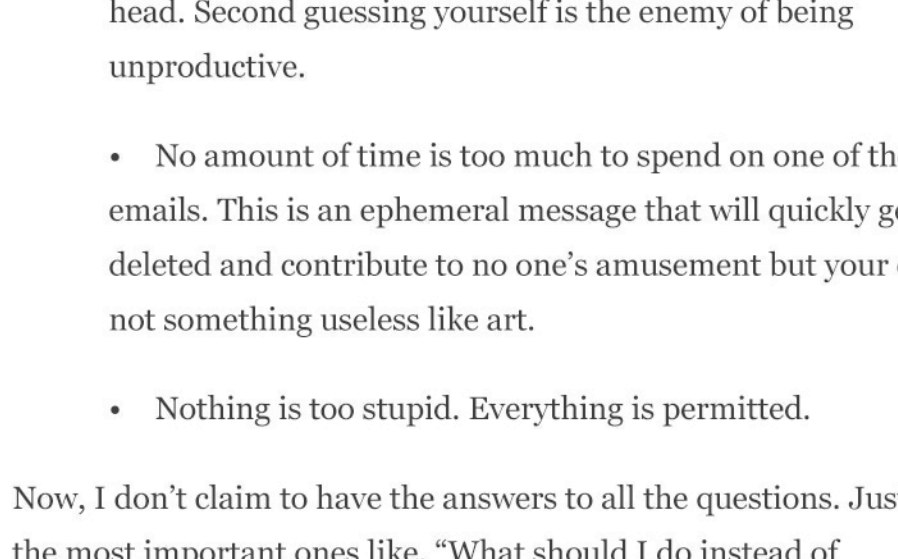 head. Second guessing yourself is the enemy of being
unproductive.
• No amount of time is too much to spend on one of
emails. This is an ephemeral message that will quickly
deleted and contribute to no one’s amusement but your
not something useless like art.
• Nothing is too stupid. Everything is permitted.
Now, I don’t claim to have the answers to all the questions.
the most important ones like, “What should I do instead of